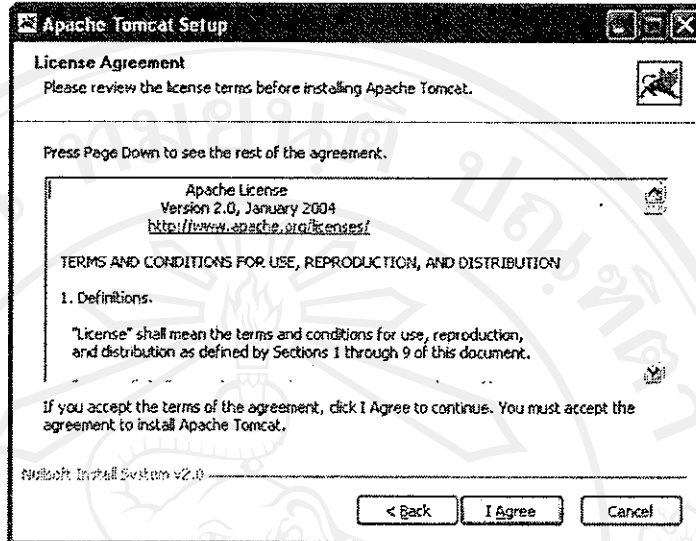 Apache Tomcat Setup
License Agreement
Please review the license terms before installing Apache Tomcat.
Press Page Down to see the rest of the agreement.
Apache License
Version 2.0, January 2004
http://www.apache.org/licenses/
TERMS AND CONDITIONS FOR USE, REPRODUCTION, AND DISTRIBUTION
1. Definitions.
"License" shall mean the terms and conditions for use, reproduction,
and distribution as defined by Sections 1 through 9 of this document.
If you accept the terms of the agreement, click I Agree to continue. You must accept the
agreement to install Apache Tomcat.
Nullsoft Install System v2.0
< Back
I Agree
Cancel